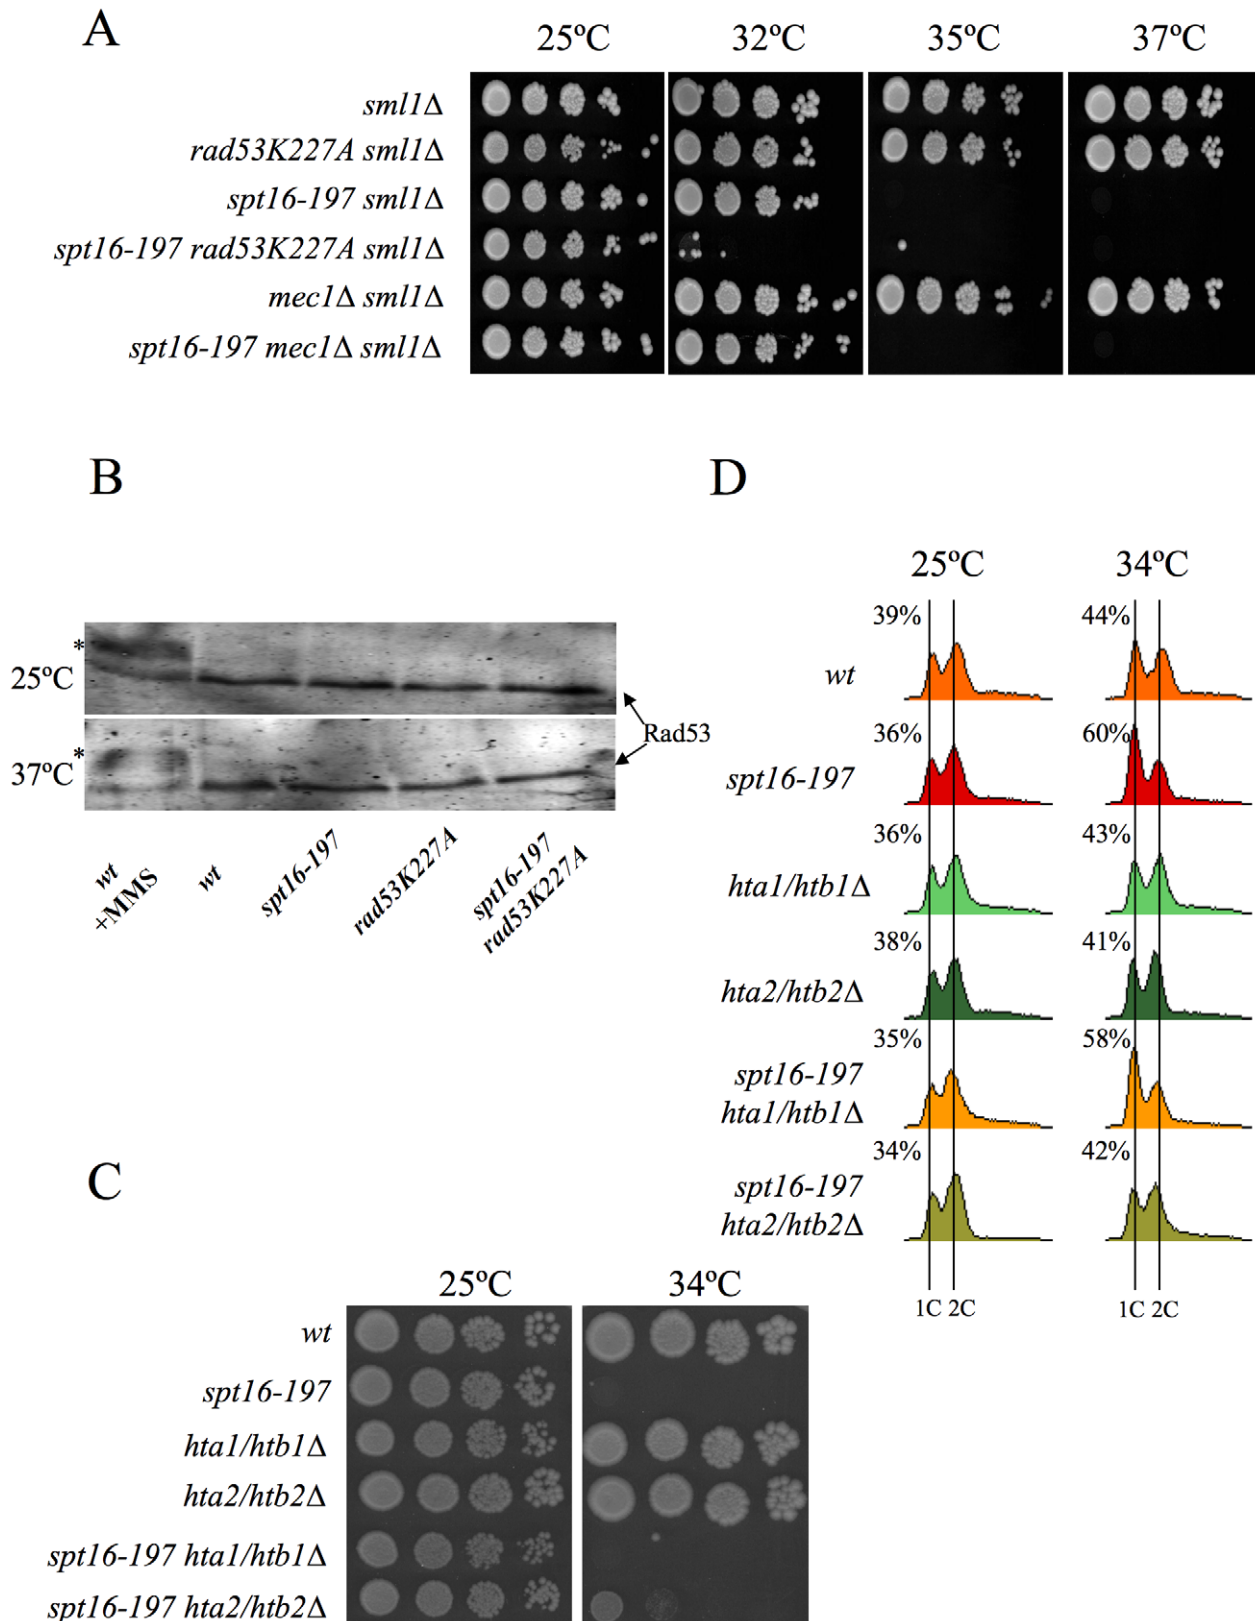 A
25ºC 32ºC 35ºC 37ºC
sml1Δ
rad53K227A sml1Δ
spt16-197 sml1Δ
spt16-197 rad53K227A sml1Δ
mec1Δ sml1Δ
spt16-197 mec1Δ sml1Δ
B
*
25ºC
*
37ºC
Rad53
wt
+MMS
wt
spt16-197
rad53K227A
spt16-197
rad53K227A
D
25ºC 34ºC
39% 44%
wt
36% 60%
spt16-197
36% 43%
hta1/htb1Δ
38% 41%
hta2/htb2Δ
35% 58%
spt16-197
hta1/htb1Δ
34% 42%
spt16-197
hta2/htb2Δ
1C 2C 1C 2C
C
25ºC 34ºC
wt
spt16-197
hta1/htb1Δ
hta2/htb2Δ
spt16-197 hta1/htb1Δ
spt16-197 hta2/htb2Δ